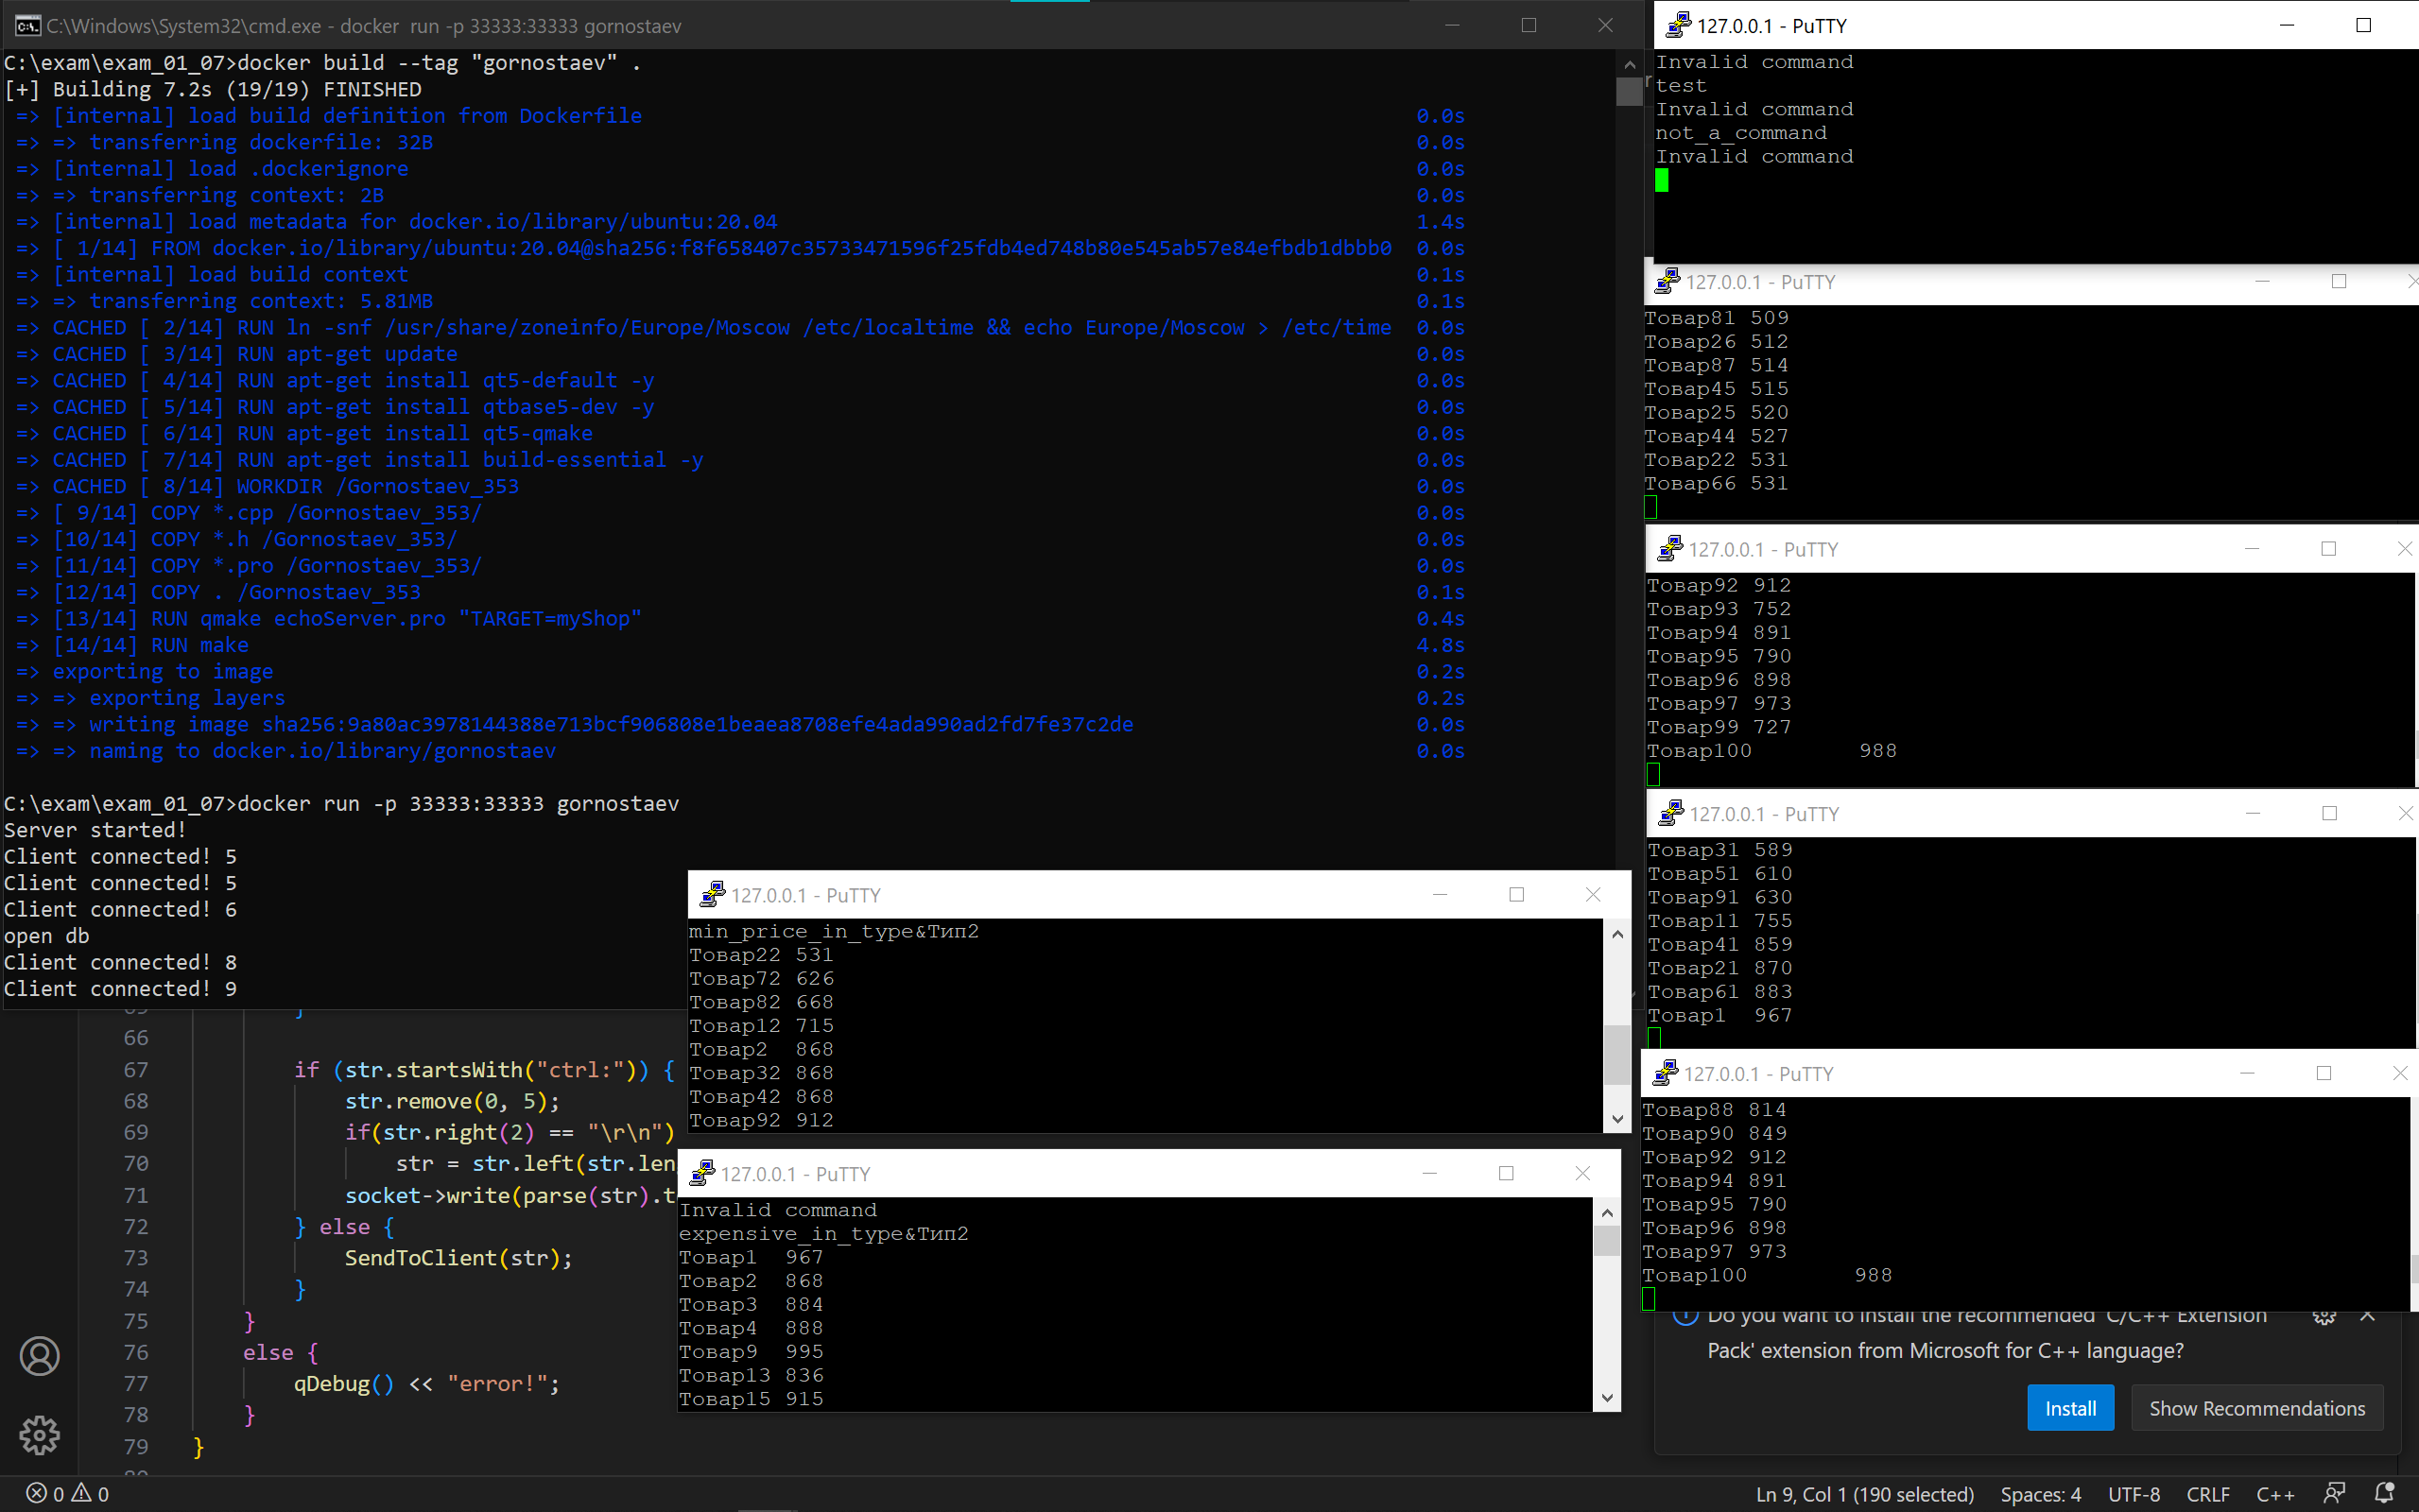 C:\Windows\System32\cmd.exe - docker  run -p 33333:33333 gornostaev
C:\exam\exam_01_07>docker build --tag "gornostaev" .
[+] Building 7.2s (19/19) FINISHED
=> [internal] load build definition from Dockerfile 0.0s
=> => transferring dockerfile: 32B 0.0s
=> [internal] load .dockerignore 0.0s
=> => transferring context: 2B 0.0s
=> [internal] load metadata for docker.io/library/ubuntu:20.04 1.4s
=> [ 1/14] FROM docker.io/library/ubuntu:20.04@sha256:f8f658407c35733471596f25fdb4ed748b80e545ab57e84efbdb1dbbb0 0.0s
=> [internal] load build context 0.1s
=> => transferring context: 5.81MB 0.1s
=> CACHED [ 2/14] RUN ln -snf /usr/share/zoneinfo/Europe/Moscow /etc/localtime && echo Europe/Moscow > /etc/time 0.0s
=> CACHED [ 3/14] RUN apt-get update 0.0s
=> CACHED [ 4/14] RUN apt-get install qt5-default -y 0.0s
=> CACHED [ 5/14] RUN apt-get install qtbase5-dev -y 0.0s
=> CACHED [ 6/14] RUN apt-get install qt5-qmake 0.0s
=> CACHED [ 7/14] RUN apt-get install build-essential -y 0.0s
=> CACHED [ 8/14] WORKDIR /Gornostaev_353 0.0s
=> [ 9/14] COPY *.cpp /Gornostaev_353/ 0.0s
=> [10/14] COPY *.h /Gornostaev_353/ 0.0s
=> [11/14] COPY *.pro /Gornostaev_353/ 0.0s
=> [12/14] COPY . /Gornostaev_353 0.1s
=> [13/14] RUN qmake echoServer.pro "TARGET=myShop" 0.4s
=> [14/14] RUN make 4.8s
=> exporting to image 0.2s
=> => exporting layers 0.2s
=> => writing image sha256:9a80ac3978144388e713bcf906808e1beaea8708efe4ada990ad2fd7fe37c2de 0.0s
=> => naming to docker.io/library/gornostaev 0.0s
C:\exam\exam_01_07>docker run -p 33333:33333 gornostaev
Server started!
Client connected! 5
Client connected! 5
Client connected! 6
open db
Client connected! 8
Client connected! 9
127.0.0.1 - PuTTY
Invalid command
test
Invalid command
not_a_command
Invalid command
127.0.0.1 - PuTTY
Товар81 509
Товар26 512
Товар87 514
Товар45 515
Товар25 520
Товар44 527
Товар22 531
Товар66 531
127.0.0.1 - PuTTY
Товар92 912
Товар93 752
Товар94 891
Товар95 790
Товар96 898
Товар97 973
Товар99 727
Товар100 988
127.0.0.1 - PuTTY
Товар31 589
Товар51 610
Товар91 630
Товар11 755
Товар41 859
Товар21 870
Товар61 883
Товар1 967
127.0.0.1 - PuTTY
Товар88 814
Товар90 849
Товар92 912
Товар94 891
Товар95 790
Товар96 898
Товар97 973
Товар100 988
127.0.0.1 - PuTTY
min_price_in_type&Тип2
Товар22 531
Товар72 626
Товар82 668
Товар12 715
Товар2 868
Товар32 868
Товар42 868
Товар92 912
127.0.0.1 - PuTTY
Invalid command
expensive_in_type&Тип2
Товар1 967
Товар2 868
Товар3 884
Товар4 888
Товар9 995
Товар13 836
Товар15 915
65 }
66
67 if (str.startsWith("ctrl:")) {
68 str.remove(0, 5);
69 if(str.right(2) == "\r\n")
70 str = str.left(str.len
71 socket->write(parse(str).t
72 } else {
73 SendToClient(str);
74 }
75 }
76 else {
77 qDebug() << "error!";
78 }
79 }
Do you want to install the recommended 'C/C++ Extension
Pack' extension from Microsoft for C++ language?
Install
Show Recommendations
0 0
Ln 9, Col 1 (190 selected) Spaces: 4 UTF-8 CRLF C++